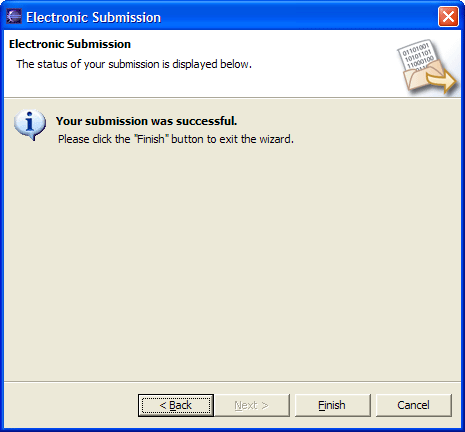 Electronic Submission
Electronic Submission
The status of your submission is displayed below.
01101001
10101101
11000100
Your submission was successful.
Please click the "Finish" button to exit the wizard.
< Back
Next >
Finish
Cancel